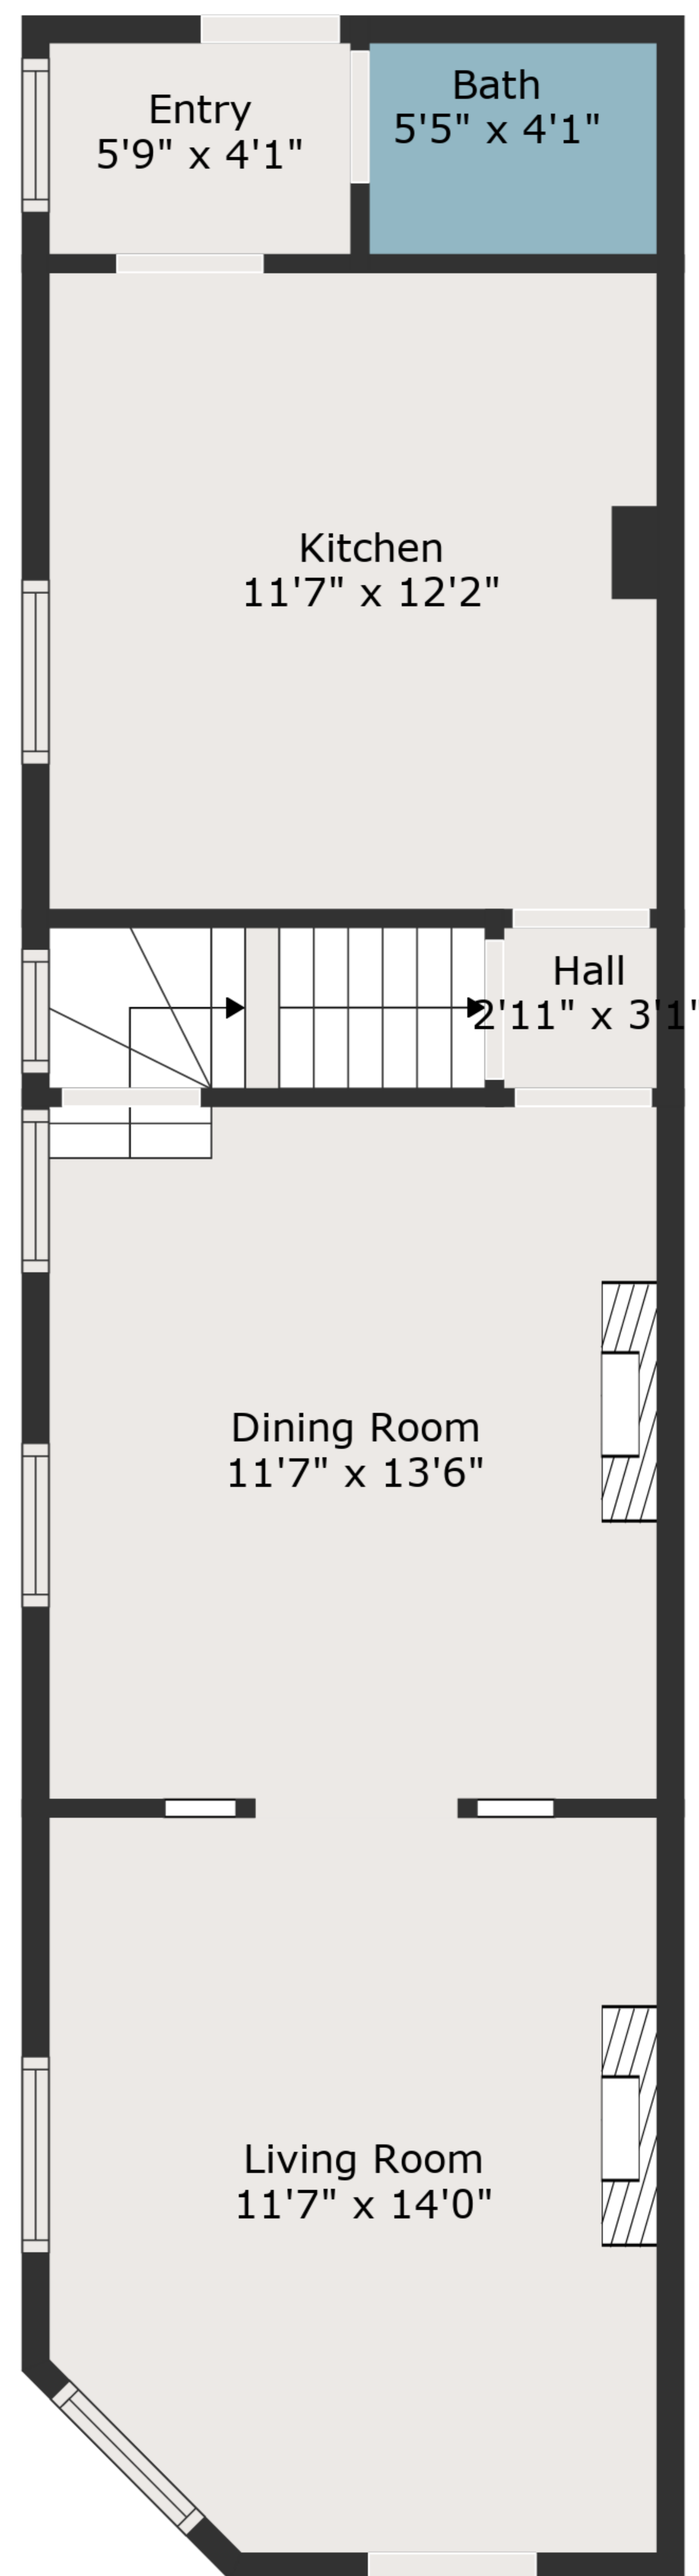 Entry
5'9" x 4'1"
Bath
5'5" x 4'1"
Kitchen
11'7" x 12'2"
Hall
2'11" x 3'1"
Dining Room
11'7" x 13'6"
Living Room
11'7" x 14'0"